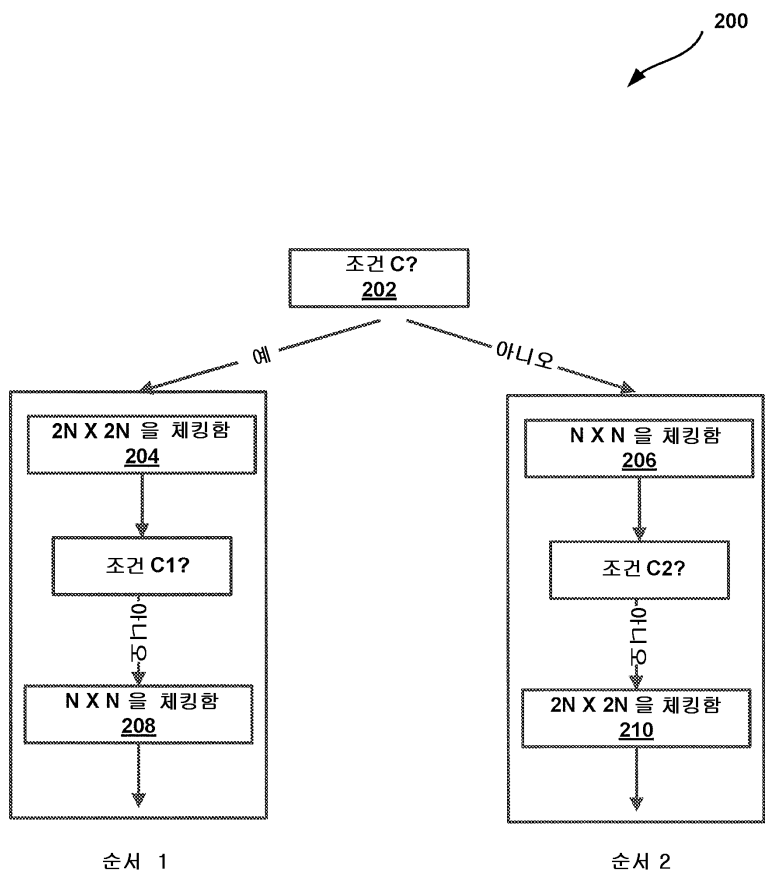 200
조건 C?
202
예
아니오
2N X 2N 을 체킹함
204
조건 C1?
아니오
N X N 을 체킹함
208
N X N 을 체킹함
206
조건 C2?
아니오
2N X 2N 을 체킹함
210
순서 1
순서 2